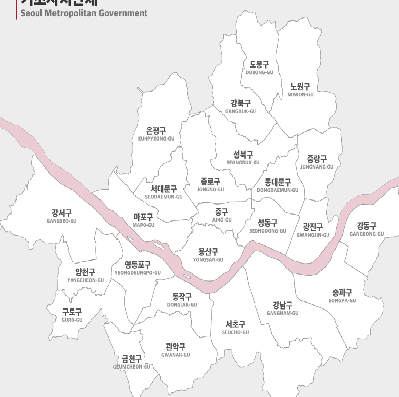 기초자치단체
Seoul Metropolitan Government
도봉구
DOBONG-GU
노원구
NOWON-GU
강북구
GANGBUK-GU
은평구
EUNPYEONG-GU
성북구
중랑구
JUNGNANG-GU
서대문구
SEODAEMUN-GU
종로구
JONGNO-GU
동대문구
DONGDAEMUN-GU
강서구
GANGSEO-GU
마포구
MAPO-GU
중구
JUNG-GU
성동구
SEONGDONG-GU
광진구
GWANGJIN-GU
강동구
GANGDONG-GU
용산구
YONGSAN-GU
양천구
YANGCHEON-GU
영등포구
YEONGDEUNGPO-GU
동작구
DONGJAK-GU
송파구
SONGPA-GU
구로구
GURO-GU
강남구
GANGNAM-GU
서초구
SEOCHO-GU
관악구
GWANAK-GU
금천구
GEUMCHEON-GU